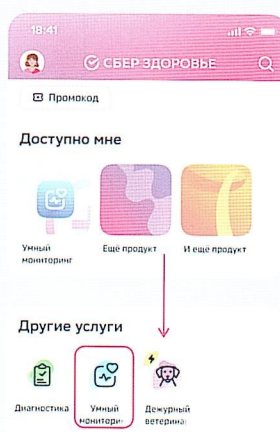 18:41
СБЕР ЗДОРОВЬЕ
Промокод
Доступно мне
Умный
мониторинг
Ещё продукт
И ещё продукт
Другие услуги
Диагностика
Умный
мониторин
Дежурный
ветерина